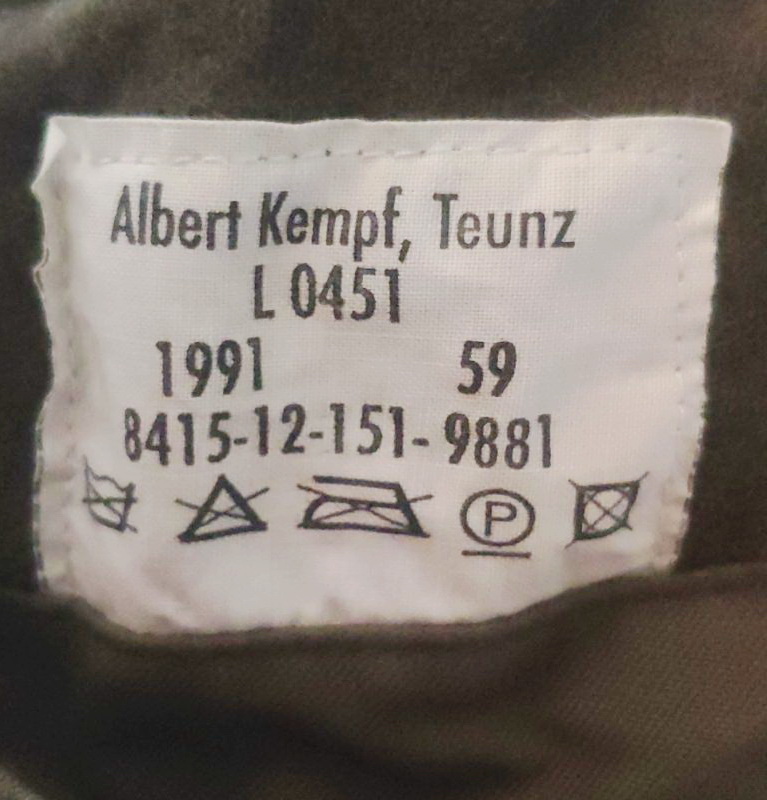 Albert Kempf, Teunz
L 0451
1991 59
8415-12-151-9881
P